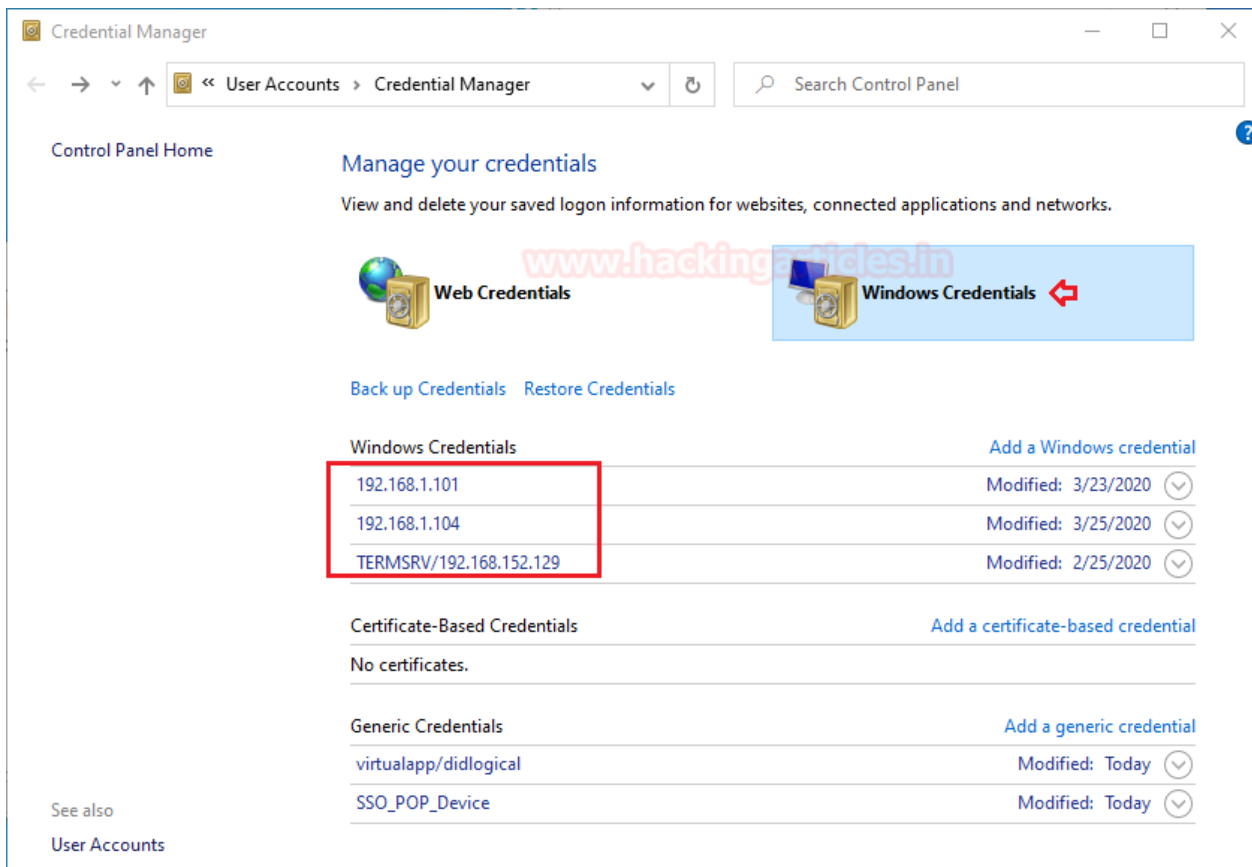 Credential Manager
« User Accounts › Credential Manager
Search Control Panel
?
Control Panel Home
Manage your credentials
View and delete your saved logon information for websites, connected applications and networks.
www.hackingarticles.in
Web Credentials
Windows Credentials
Back up Credentials Restore Credentials
Windows Credentials Add a Windows credential
192.168.1.101 Modified: 3/23/2020
192.168.1.104 Modified: 3/25/2020
TERMSRV/192.168.152.129 Modified: 2/25/2020
Certificate-Based Credentials Add a certificate-based credential
No certificates.
Generic Credentials Add a generic credential
virtualapp/didlogical Modified: Today
SSO_POP_Device Modified: Today
See also
User Accounts